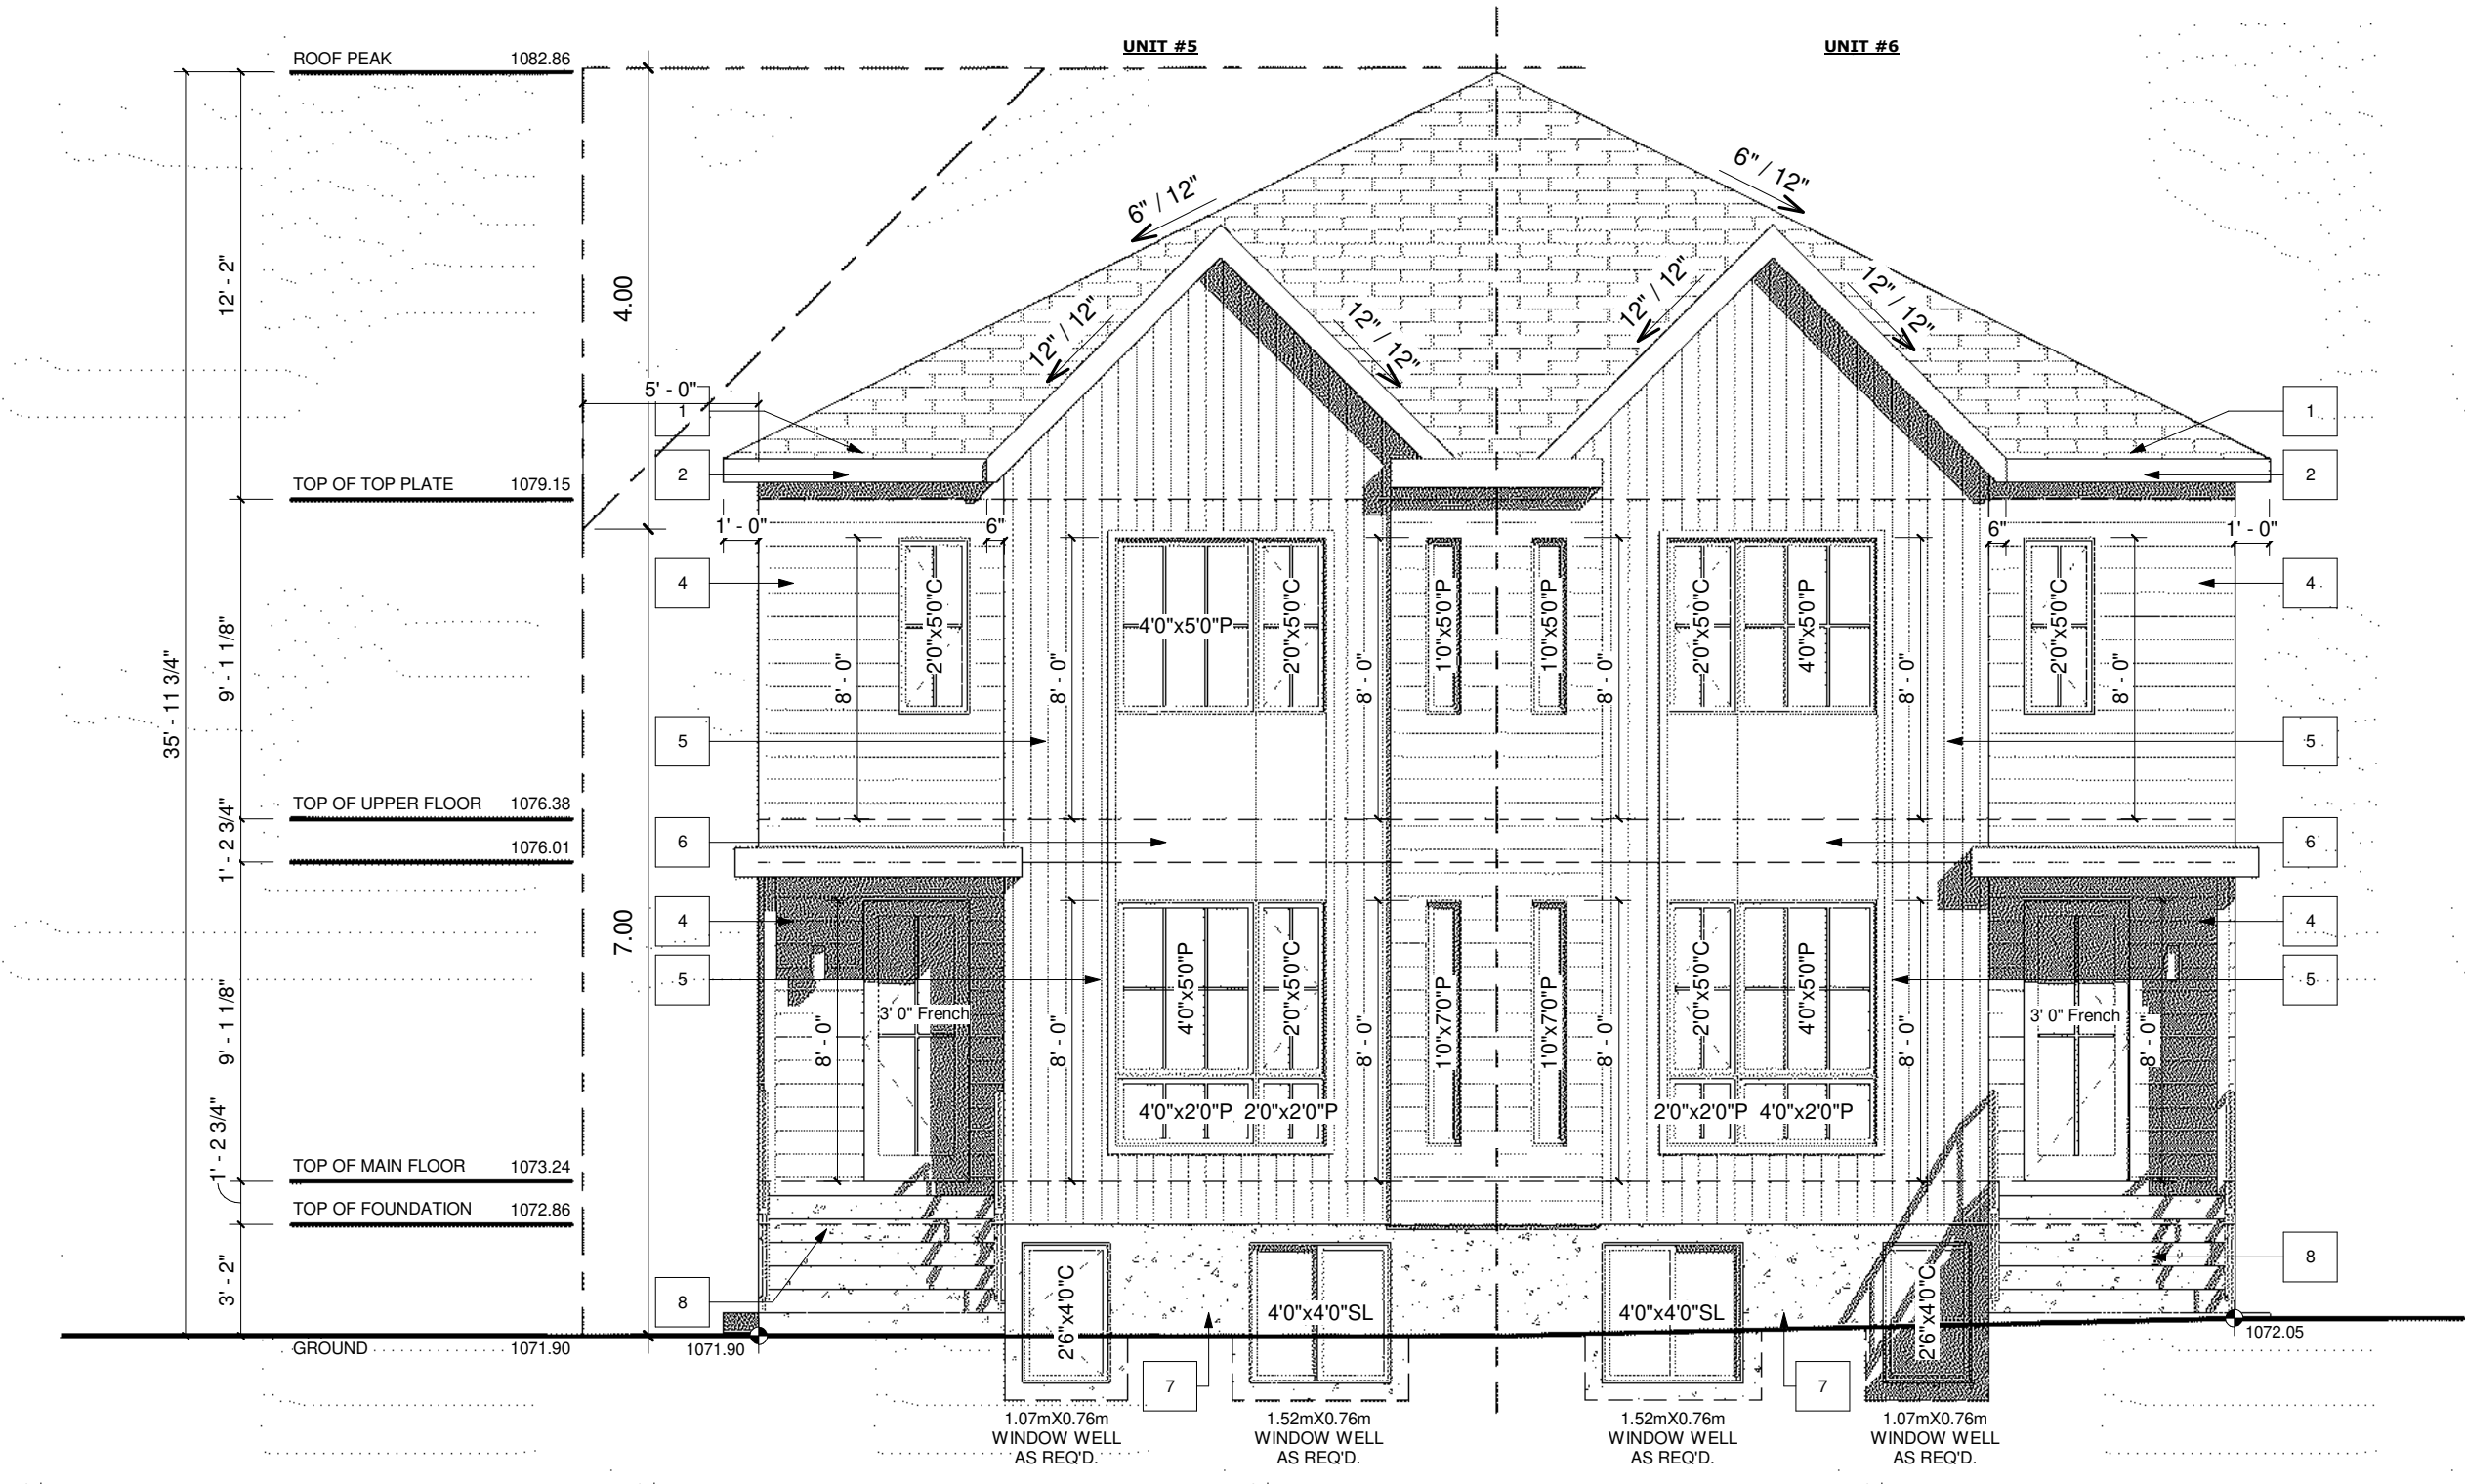 UNIT #5
UNIT #6
ROOF PEAK 1082.86
6" / 12"
6" / 12"
12' - 2"
4.00
12" / 12"
12" / 12"
12" / 12"
12" / 12"
5' - 0"
1
1
2
2
TOP OF TOP PLATE 1079.15
1' - 0"
6"
6"
1' - 0"
4
4
2'0"x5'0"C
4'0"x5'0"P
2'0"x5'0"C
1'0"x5'0"P
1'0"x5'0"P
2'0"x5'0"C
4'0"x5'0"P
2'0"x5'0"C
35' - 11 3/4"
9' - 1 1/8"
8' - 0"
8' - 0"
8' - 0"
8' - 0"
8' - 0"
8' - 0"
5
5
TOP OF UPPER FLOOR 1076.38
1' - 2 3/4"
1076.01
6
6
7.00
4
4
5
5
9' - 1 1/8"
3' 0" French
8' - 0"
8' - 0"
4'0"x5'0"P
2'0"x5'0"C
8' - 0"
1'0"x7'0"P
1'0"x7'0"P
8' - 0"
2'0"x5'0"C
4'0"x5'0"P
8' - 0"
3' 0" French
8' - 0"
4'0"x2'0"P
2'0"x2'0"P
2'0"x2'0"P
4'0"x2'0"P
1' - 2 3/4"
TOP OF MAIN FLOOR 1073.24
TOP OF FOUNDATION 1072.86
3' - 2"
8
8
2'6"x4'0"C
4'0"x4'0"SL
4'0"x4'0"SL
2'6"x4'0"C
GROUND 1071.90
1071.90
1072.05
7
7
1.07mX0.76m
WINDOW WELL
AS REQ'D.
1.52mX0.76m
WINDOW WELL
AS REQ'D.
1.52mX0.76m
WINDOW WELL
AS REQ'D.
1.07mX0.76m
WINDOW WELL
AS REQ'D.